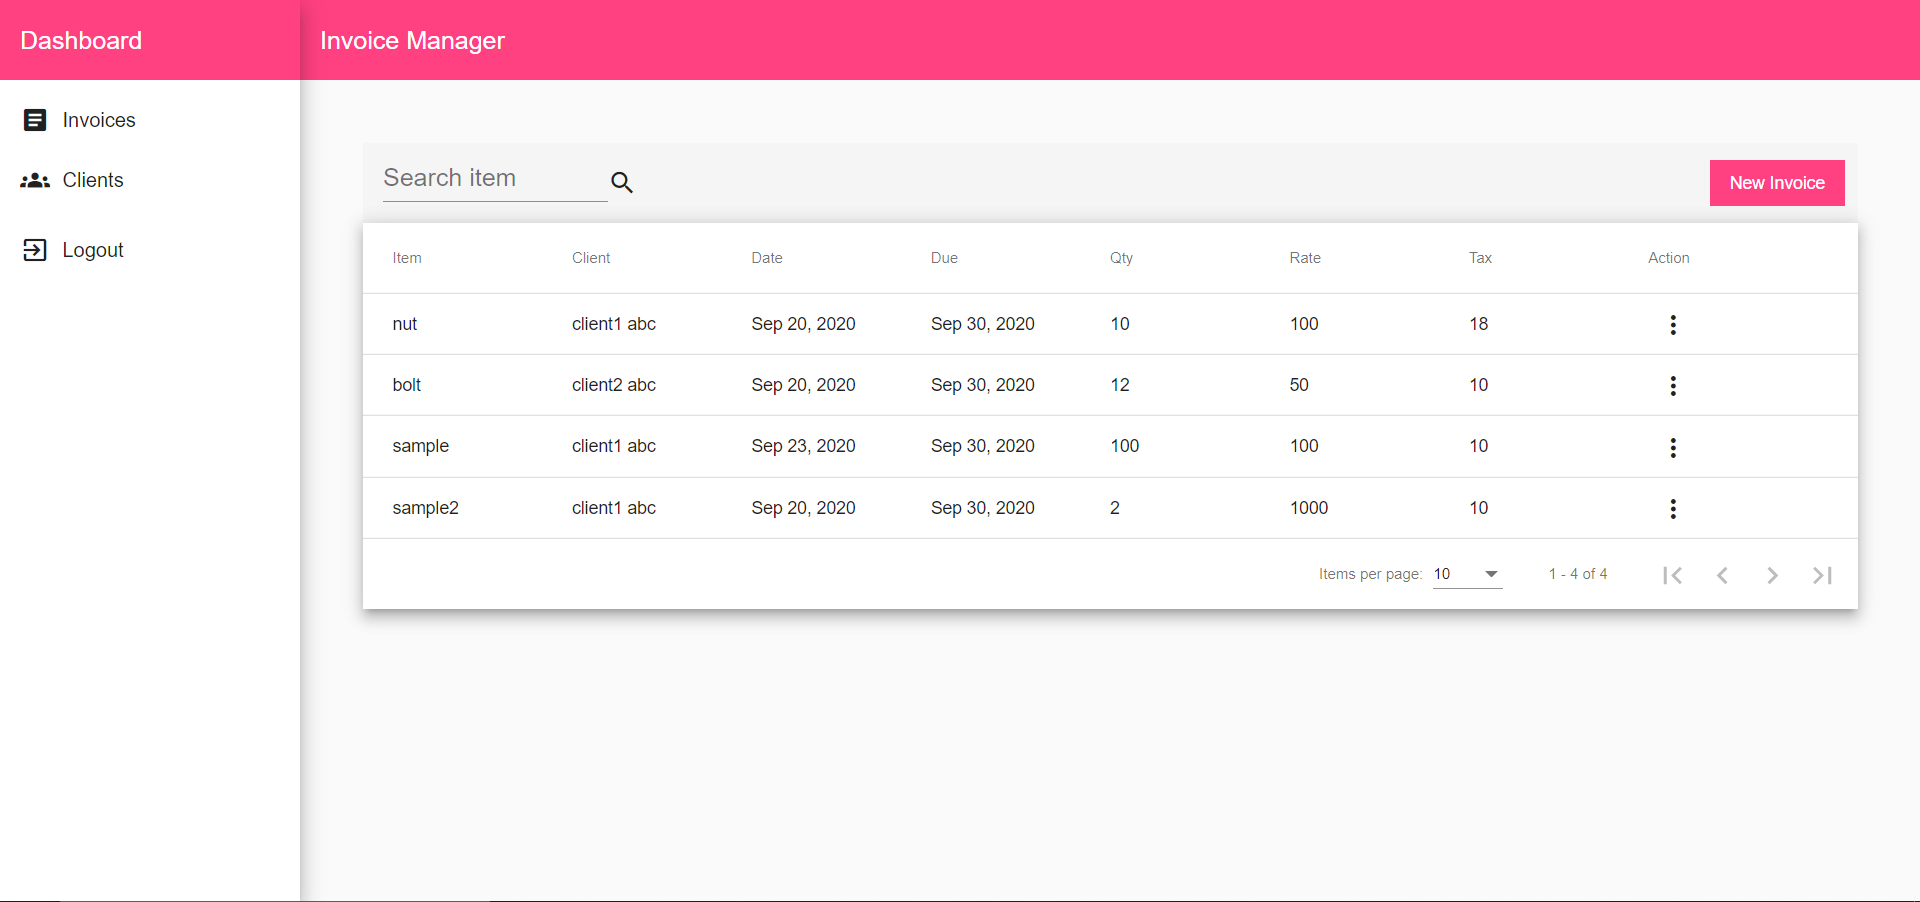 Dashboard
Invoice Manager
Invoices
Clients
Logout
Search item
New Invoice
Item Client Date Due Qty Rate Tax Action
nut client1 abc Sep 20, 2020 Sep 30, 2020 10 100 18
bolt client2 abc Sep 20, 2020 Sep 30, 2020 12 50 10
sample client1 abc Sep 23, 2020 Sep 30, 2020 100 100 10
sample2 client1 abc Sep 20, 2020 Sep 30, 2020 2 1000 10
Items per page: 10 1 - 4 of 4